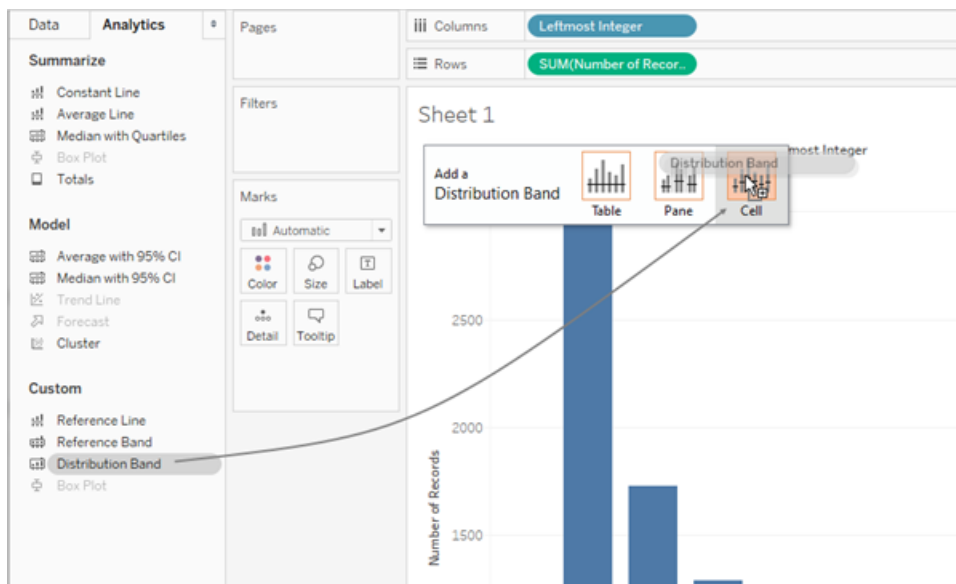 Data
Analytics
Summarize
Constant Line
Average Line
Median with Quartiles
Box Plot
Totals
Model
Average with 95% CI
Median with 95% CI
Trend Line
Forecast
Cluster
Custom
Reference Line
Reference Band
Distribution Band
Box Plot
Pages
Filters
Marks
Automatic
Color
Size
Label
Detail
Tooltip
Columns
Leftmost Integer
Rows
SUM(Number of Recor..
Sheet 1
most Integer
Distribution Band
Add a
Distribution Band
Table
Pane
Cell
2500
2000
1500
Number of Records